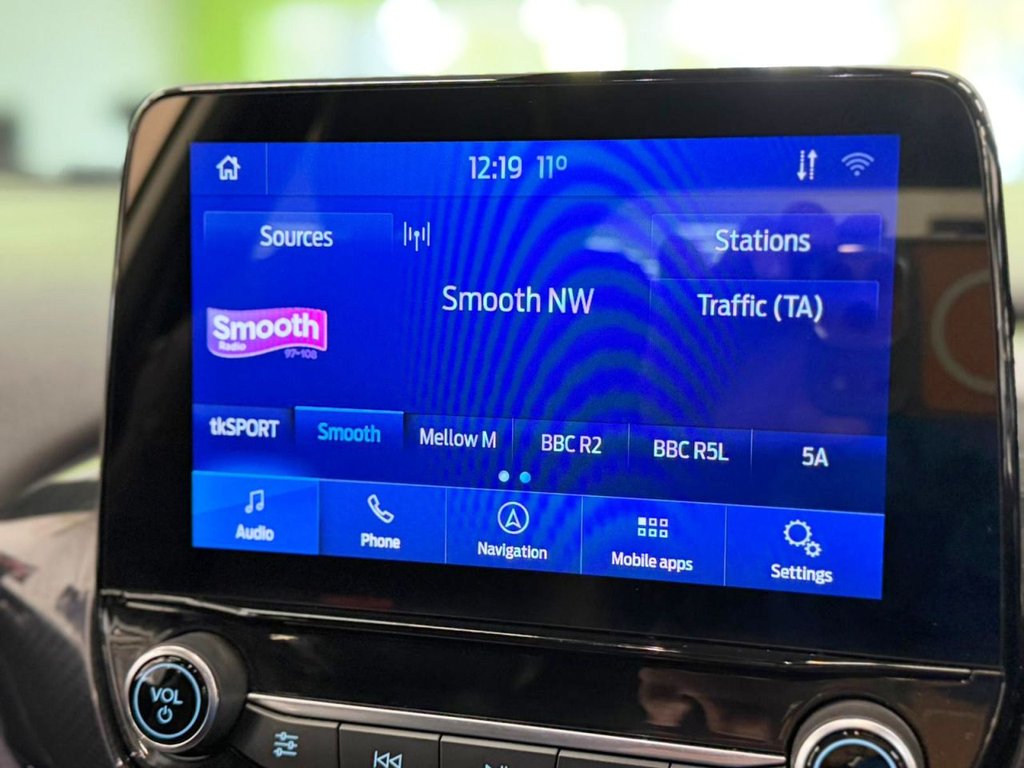 12:19 11°
Sources
Stations
Smooth NW
Traffic (TA)
Smooth
Radio
97-108
tkSPORT
Smooth
Mellow M
BBC R2
BBC R5L
5A
Audio
Phone
Navigation
Mobile apps
Settings
VOL